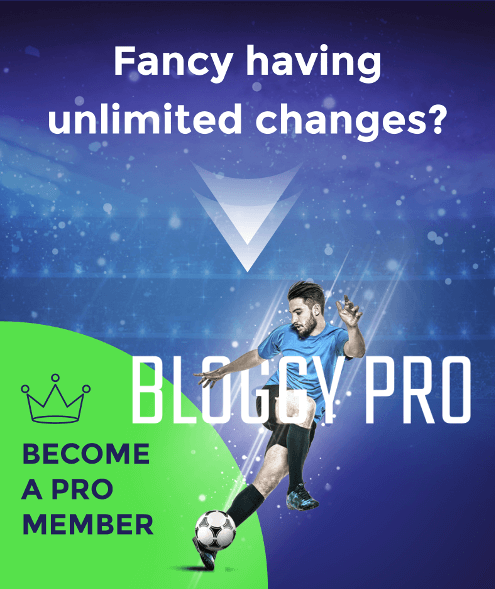 Fancy having
unlimited changes?
BLOGGY PRO
BECOME
A PRO
MEMBER